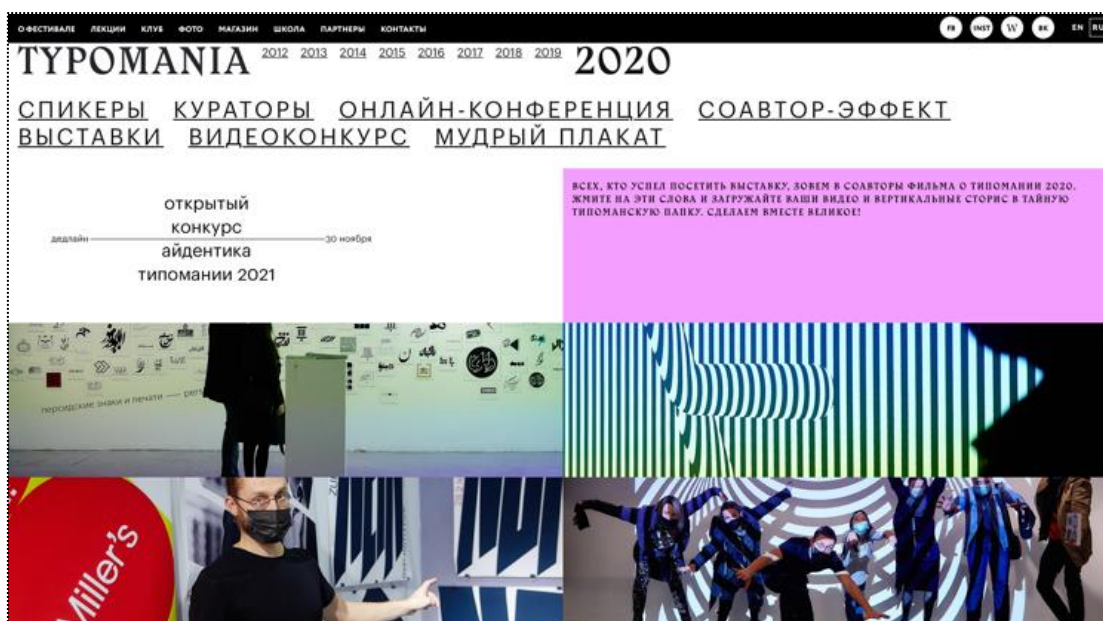 О ФЕСТИВАЛЕ ЛЕКЦИИ КЛУБ ФОТО МАГАЗИН ШКОЛА ПАРТНЕРЫ КОНТАКТЫ FB INST W ВК EN RU
TYPOMANIA 2012 2013 2014 2015 2016 2017 2018 2019 2020
СПИКЕРЫ КУРАТОРЫ ОНЛАЙН-КОНФЕРЕНЦИЯ СОАВТОР-ЭФФЕКТ
ВЫСТАВКИ ВИДЕОКОНКУРС МУДРЫЙ ПЛАКАТ
открытый
конкурс
дедлайн 30 ноября
айдентика
типомании 2021
ВСЕХ, КТО УСПЕЛ ПОСЕТИТЬ ВЫСТАВКУ, ЗОВЕМ В СОАВТОРЫ ФИЛЬМА О ТИПОМАНИИ 2020.
ЖМИТЕ НА ЭТИ СЛОВА И ЗАГРУЖАЙТЕ ВАШИ ВИДЕО И ВЕРТИКАЛЬНЫЕ СТОРИС В ТАЙНУЮ
ТИПОМАНСКУЮ ПАПКУ. СДЕЛАЕМ ВМЕСТЕ ВЕЛИКОЕ!
персидские знаки и печати
Miller's